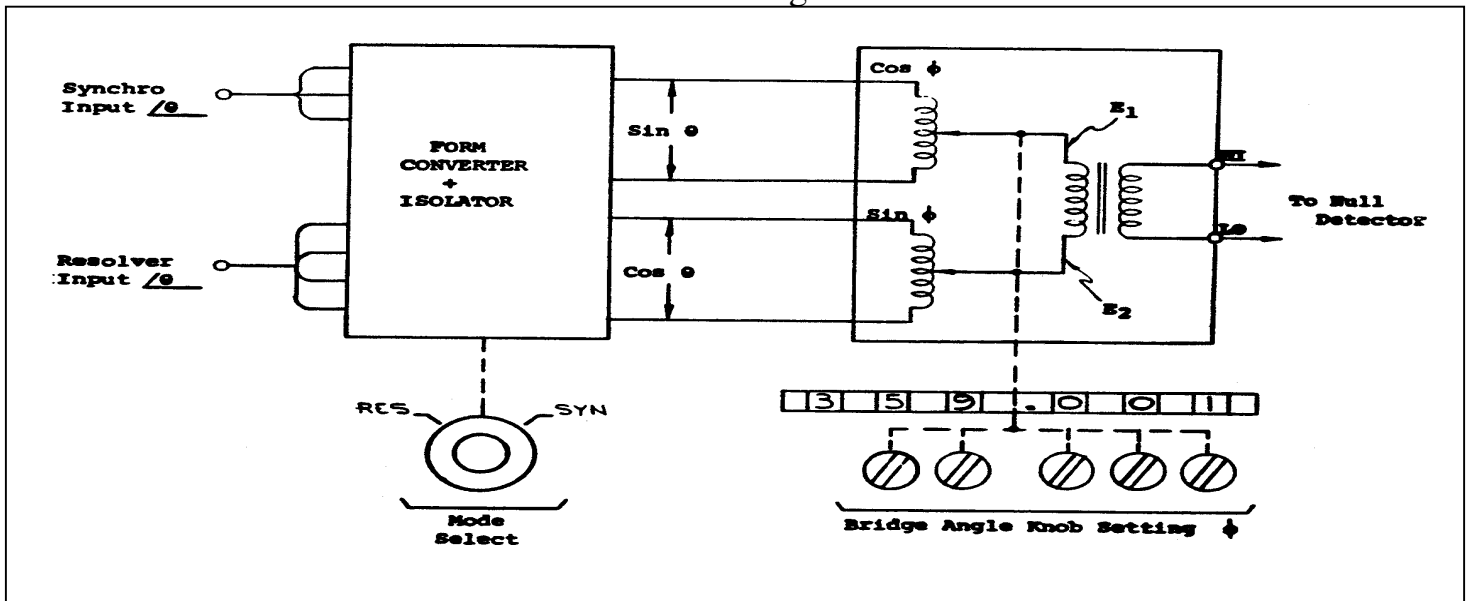 Synchro
Input /θ
Resolver
Input /θ
FORM
CONVERTER
+
ISOLATOR
Sin θ
Cos θ
Cos ϕ
Sin ϕ
E1
E2
HI
LO
To Null
Detector
RES
SYN
Mode
Select
3 5 9 . 0 0 1
Bridge Angle Knob Setting ϕ